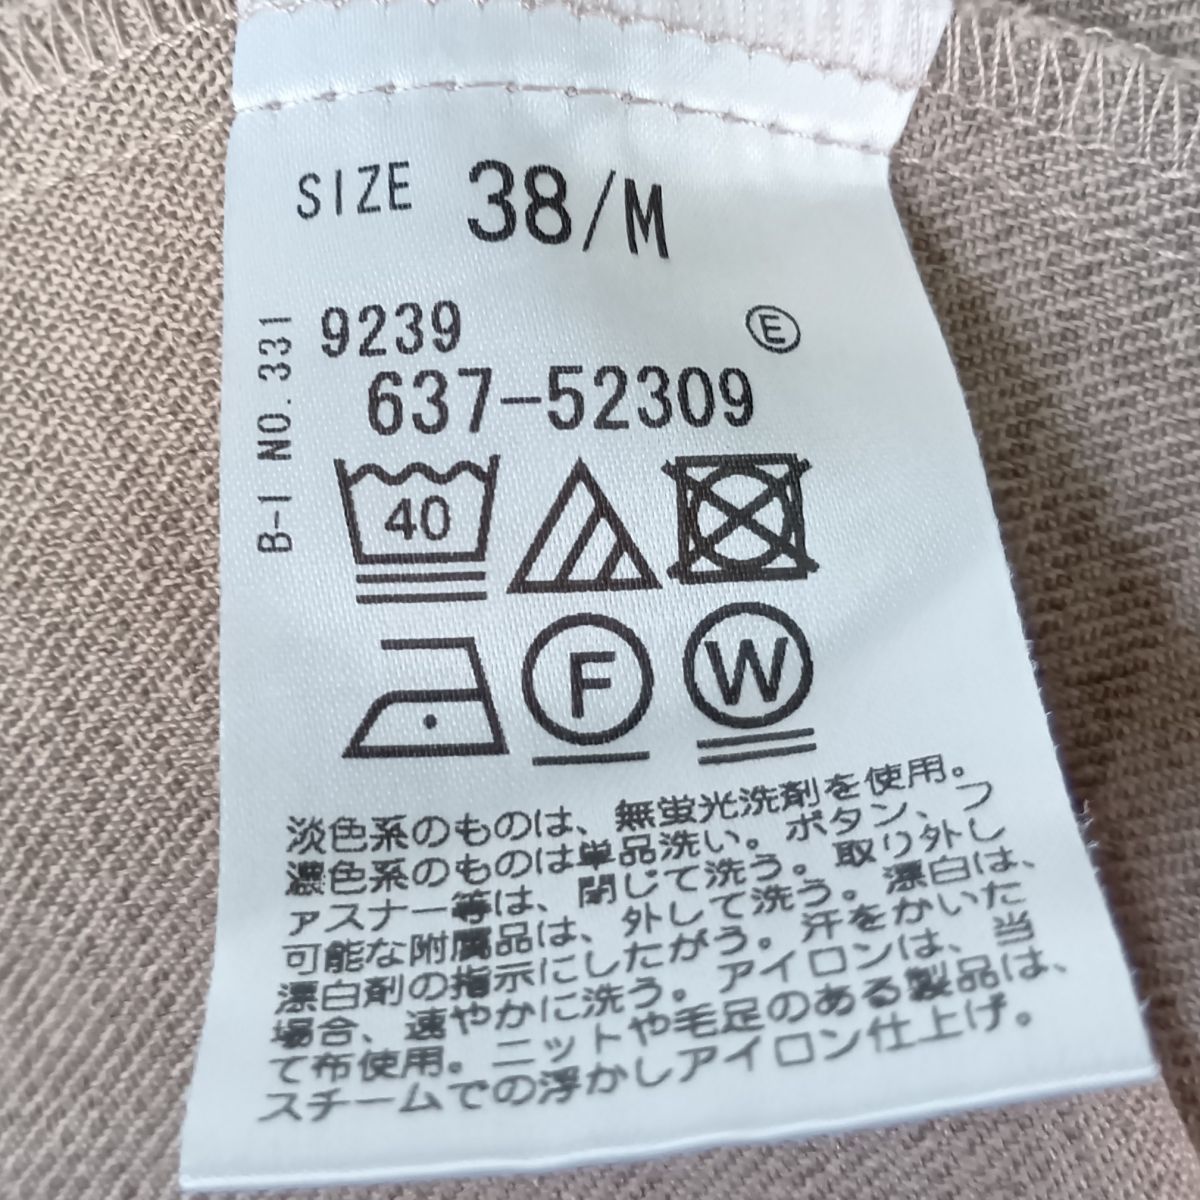 SIZE 38/M
B-I NO.331
9239
E
637-52309
40
F
W
淡色系のものは、無蛍光洗剤を使用。
濃色系のものは単品洗い。ボタン、フ
ァスナー等は、閉じて洗う。取り外し
可能な附属品は、外して洗う。漂白は、
漂白剤の指示にしたがう。汗をかいた
場合、速やかに洗う。アイロンは、当
て布使用。ニットや毛足のある製品は、
スチームでの浮かしアイロン仕上げ。